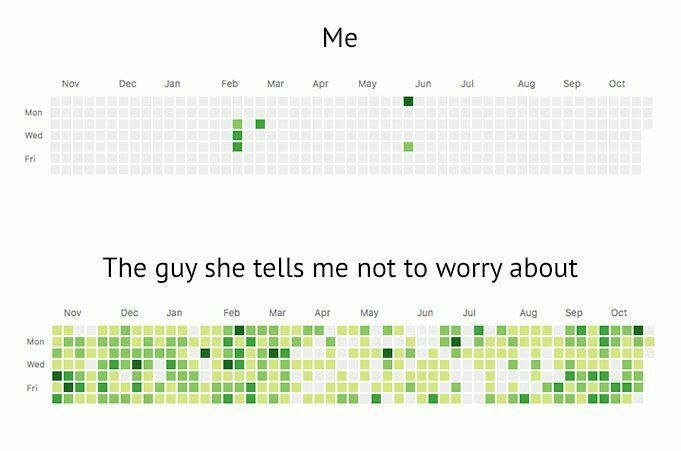 Me
Nov Dec Jan Feb Mar Apr May Jun Jul Aug Sep Oct
Mon
Wed
Fri
The guy she tells me not to worry about
Nov Dec Jan Feb Mar Apr May Jun Jul Aug Sep Oct
Mon
Wed
Fri